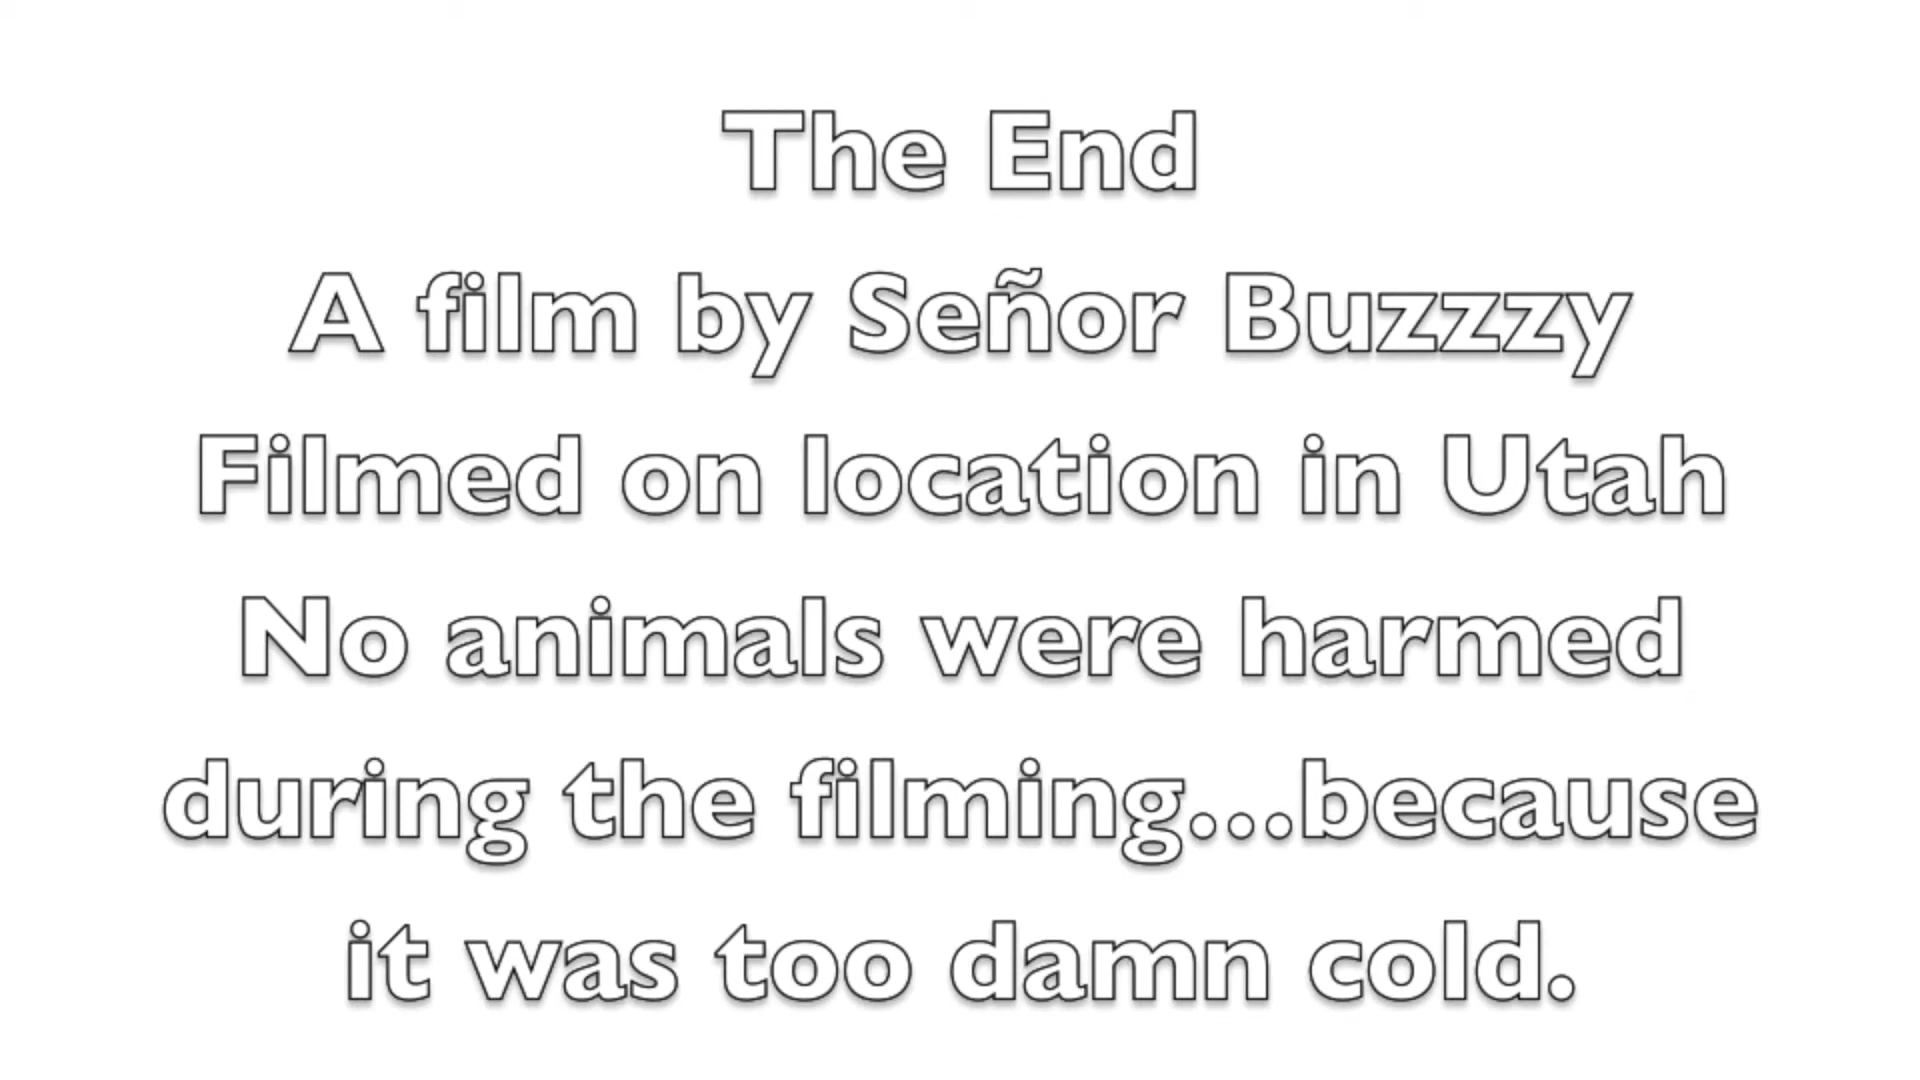 The End
A film by Señor Buzzzy
Filmed on location in Utah
No animals were harmed
during the filming...because
it was too damn cold.